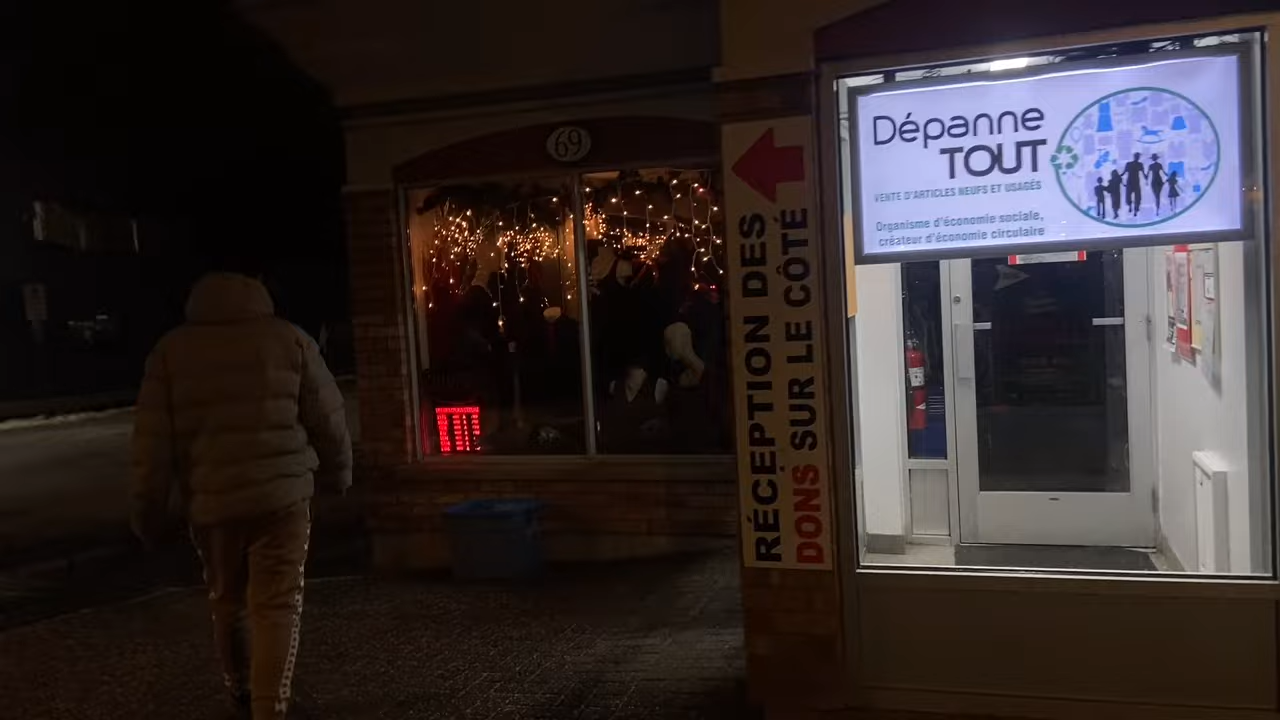 69
RÉCEPTION DES
DONS SUR LE CÔTÉ
Dépanne
TOUT
VENTE D'ARTICLES NEUFS ET USAGÉS
Organisme d'économie sociale,
créateur d'économie circulaire